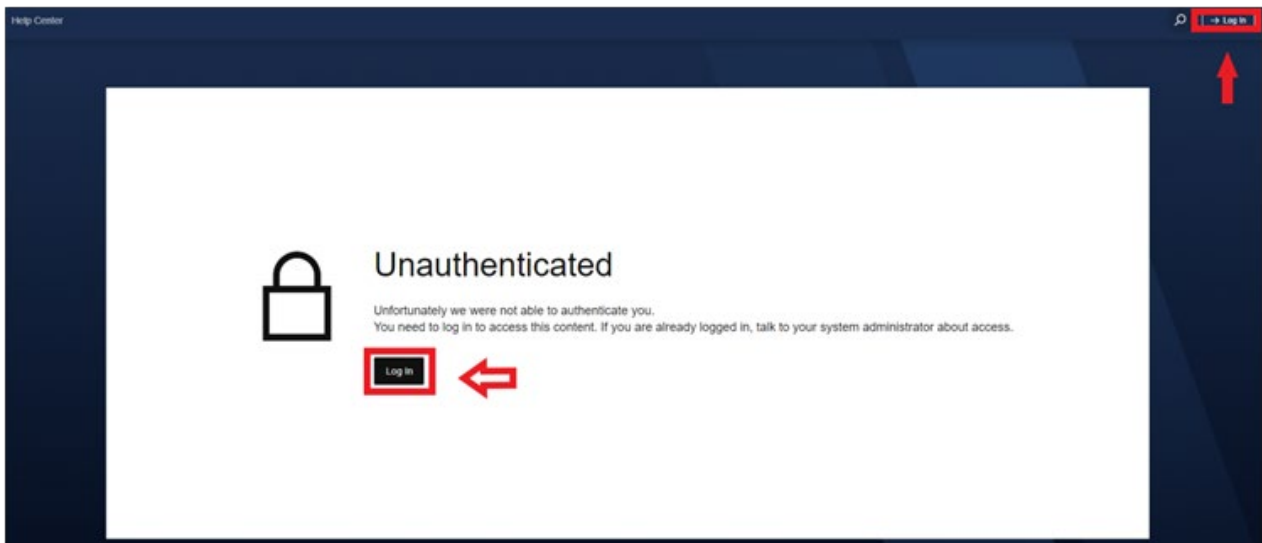 Help Center
Log In
Unauthenticated
Unfortunately we were not able to authenticate you.
You need to log in to access this content. If you are already logged in, talk to your system administrator about access.
Log In